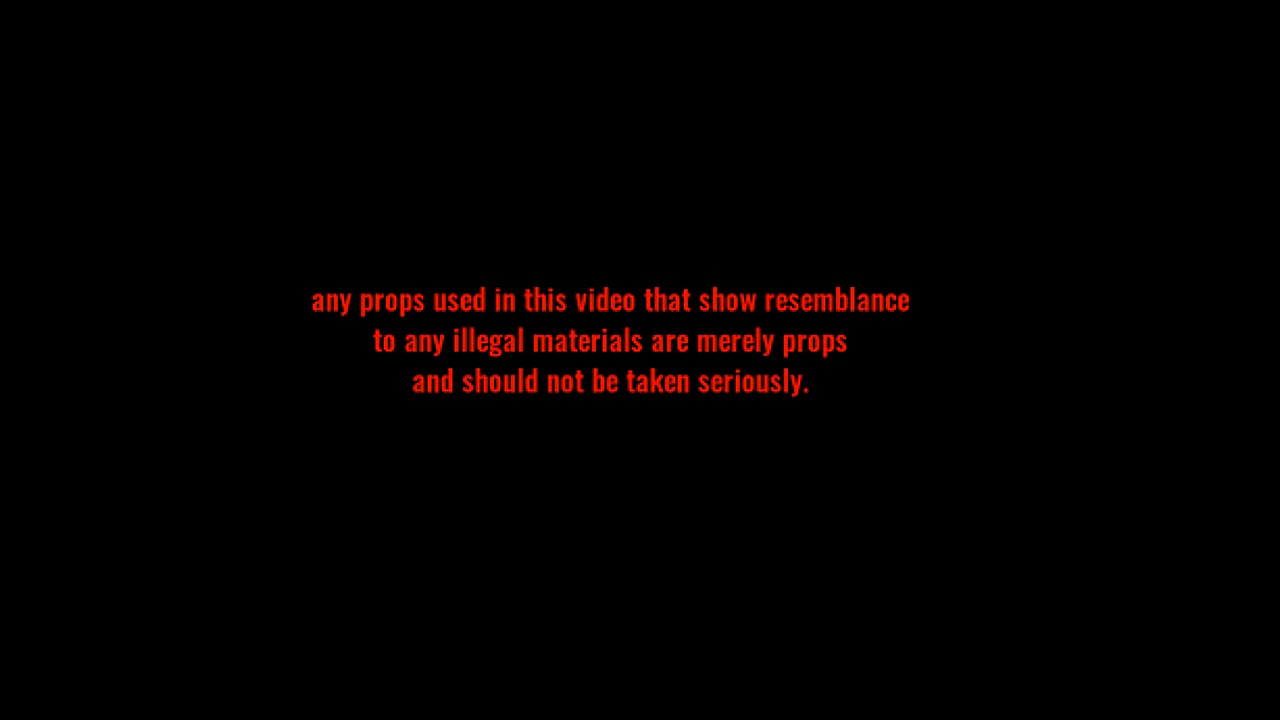 any props used in this video that show resemblance
to any illegal materials are merely props
and should not be taken seriously.